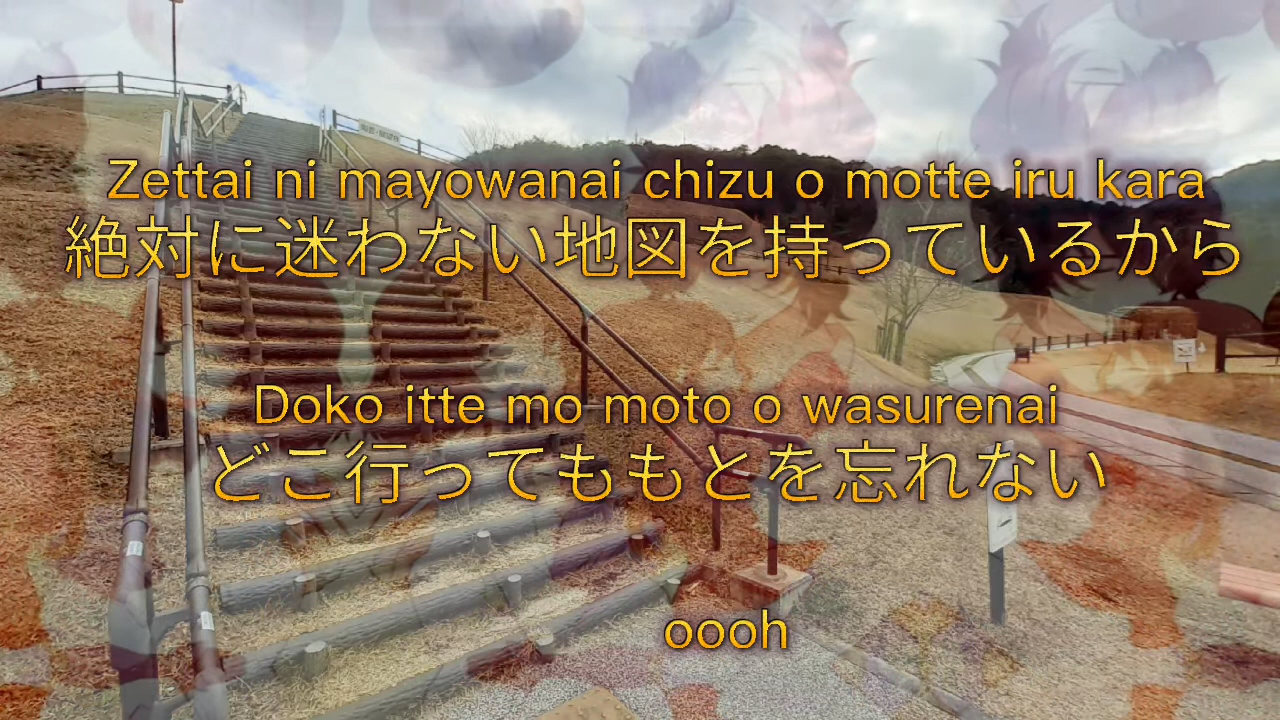 Zettai ni mayowanai chizu o motte iru kara
絶対に迷わない地図を持っているから
Doko itte mo moto o wasurenai
どこ行ってももとを忘れない
oooh